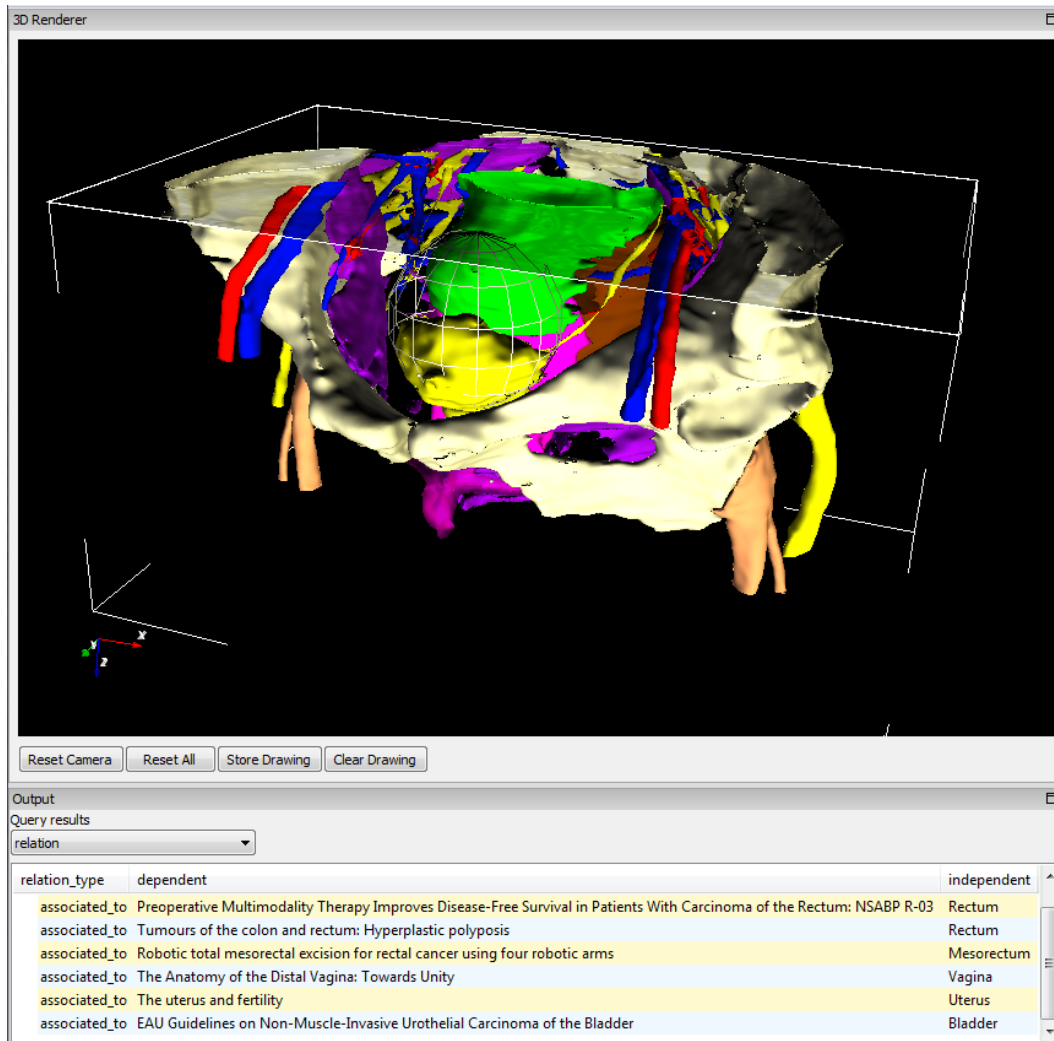 3D Renderer
X
Y
Z
Reset Camera Reset All Store Drawing Clear Drawing
Output
Query results
relation
relation_type dependent independent
associated_to Preoperative Multimodality Therapy Improves Disease-Free Survival in Patients With Carcinoma of the Rectum: NSABP R-03 Rectum
associated_to Tumours of the colon and rectum: Hyperplastic polyposis Rectum
associated_to Robotic total mesorectal excision for rectal cancer using four robotic arms Mesorectum
associated_to The Anatomy of the Distal Vagina: Towards Unity Vagina
associated_to The uterus and fertility Uterus
associated_to EAU Guidelines on Non-Muscle-Invasive Urothelial Carcinoma of the Bladder Bladder